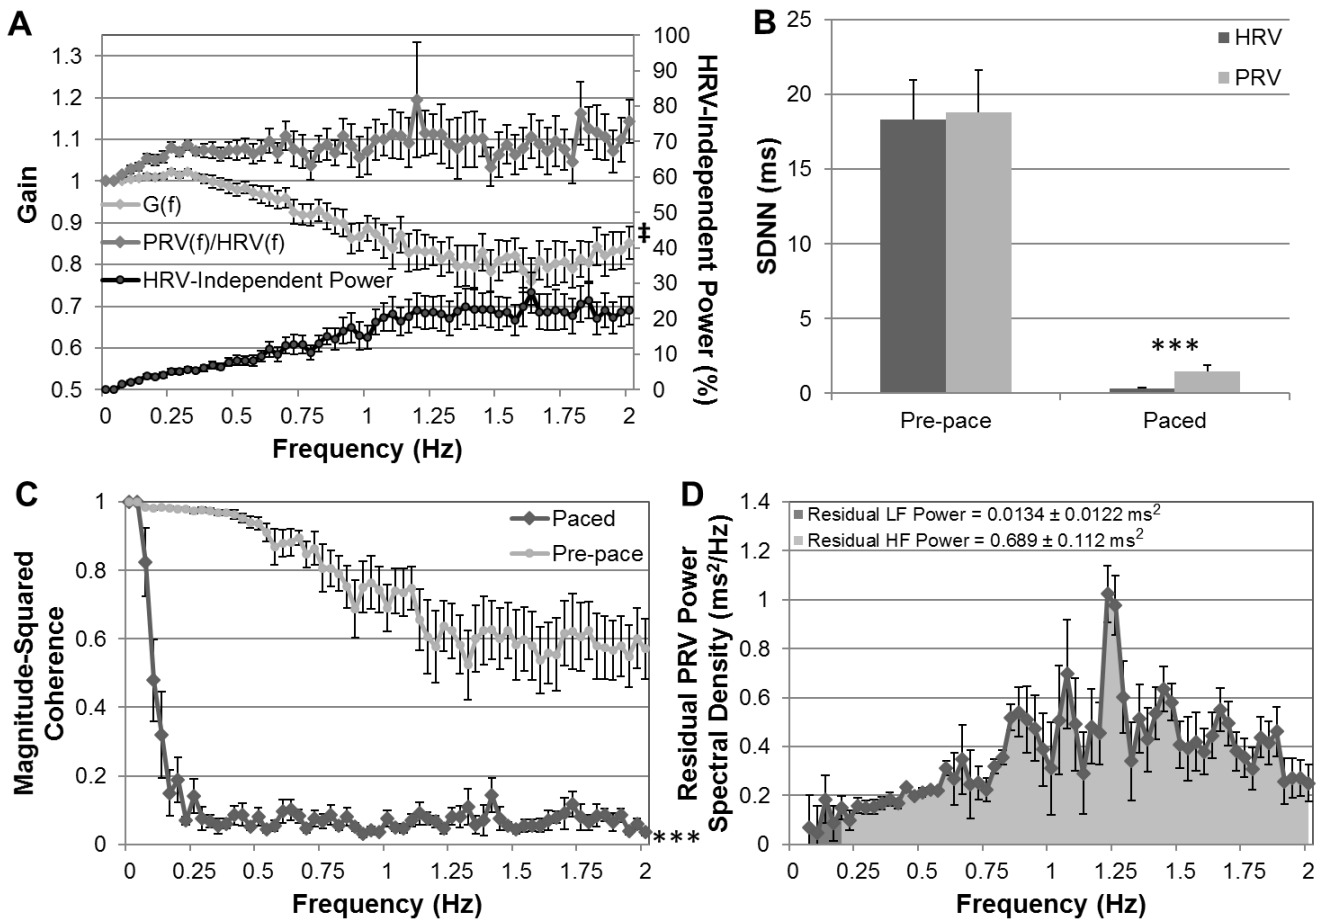 A
Gain
1.3
1.2
1.1
1
0.9
0.8
0.7
0.6
0.5
G(f)
PRV(f)/HRV(f)
HRV-Independent Power
100
90
80
70
60
50
40
30
20
10
0
‡
HRV-Independent Power (%)
0 0.25 0.5 0.75 1 1.25 1.5 1.75 2
Frequency (Hz)
B
SDNN (ms)
25
20
15
10
5
0
HRV
PRV
***
Pre-pace Paced
C
Magnitude-Squared
Coherence
1
0.8
0.6
0.4
0.2
0
Paced
Pre-pace
***
0 0.25 0.5 0.75 1 1.25 1.5 1.75 2
Frequency (Hz)
D
Residual PRV Power
Spectral Density (ms²/Hz)
1.4
1.2
1
0.8
0.6
0.4
0.2
0
Residual LF Power = 0.0134 ± 0.0122 ms²
Residual HF Power = 0.689 ± 0.112 ms²
0 0.25 0.5 0.75 1 1.25 1.5 1.75 2
Frequency (Hz)